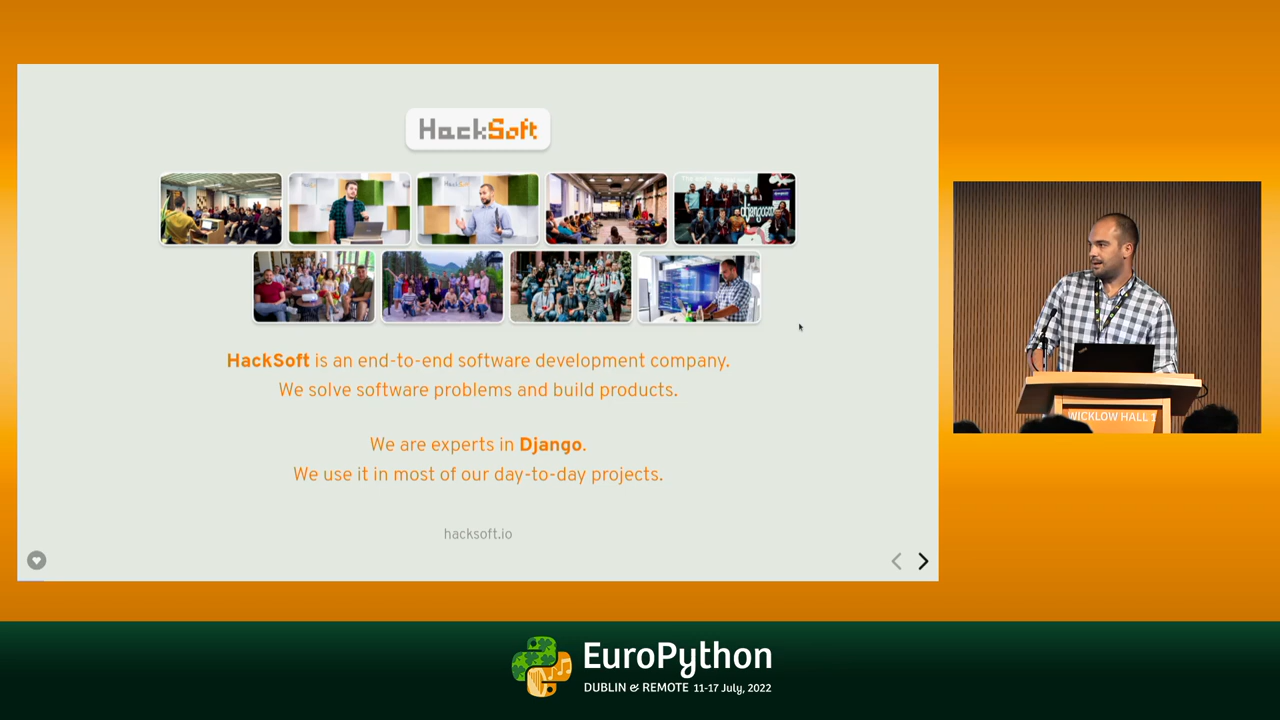 HackSoft
djangocon
HackSoft is an end-to-end software development company.
We solve software problems and build products.
We are experts in Django.
We use it in most of our day-to-day projects.
hacksoft.io
WICKLOW HALL 1
EuroPython
DUBLIN & REMOTE 11-17 July, 2022